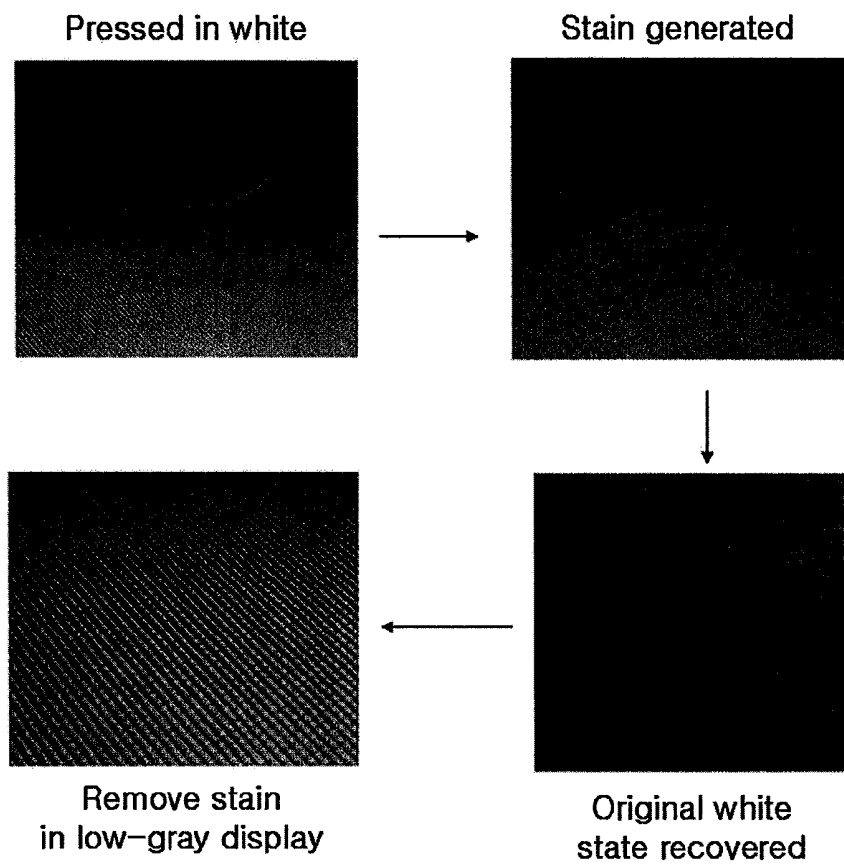 Pressed in white
Stain generated
Remove stain
in low-gray display
Original white
state recovered